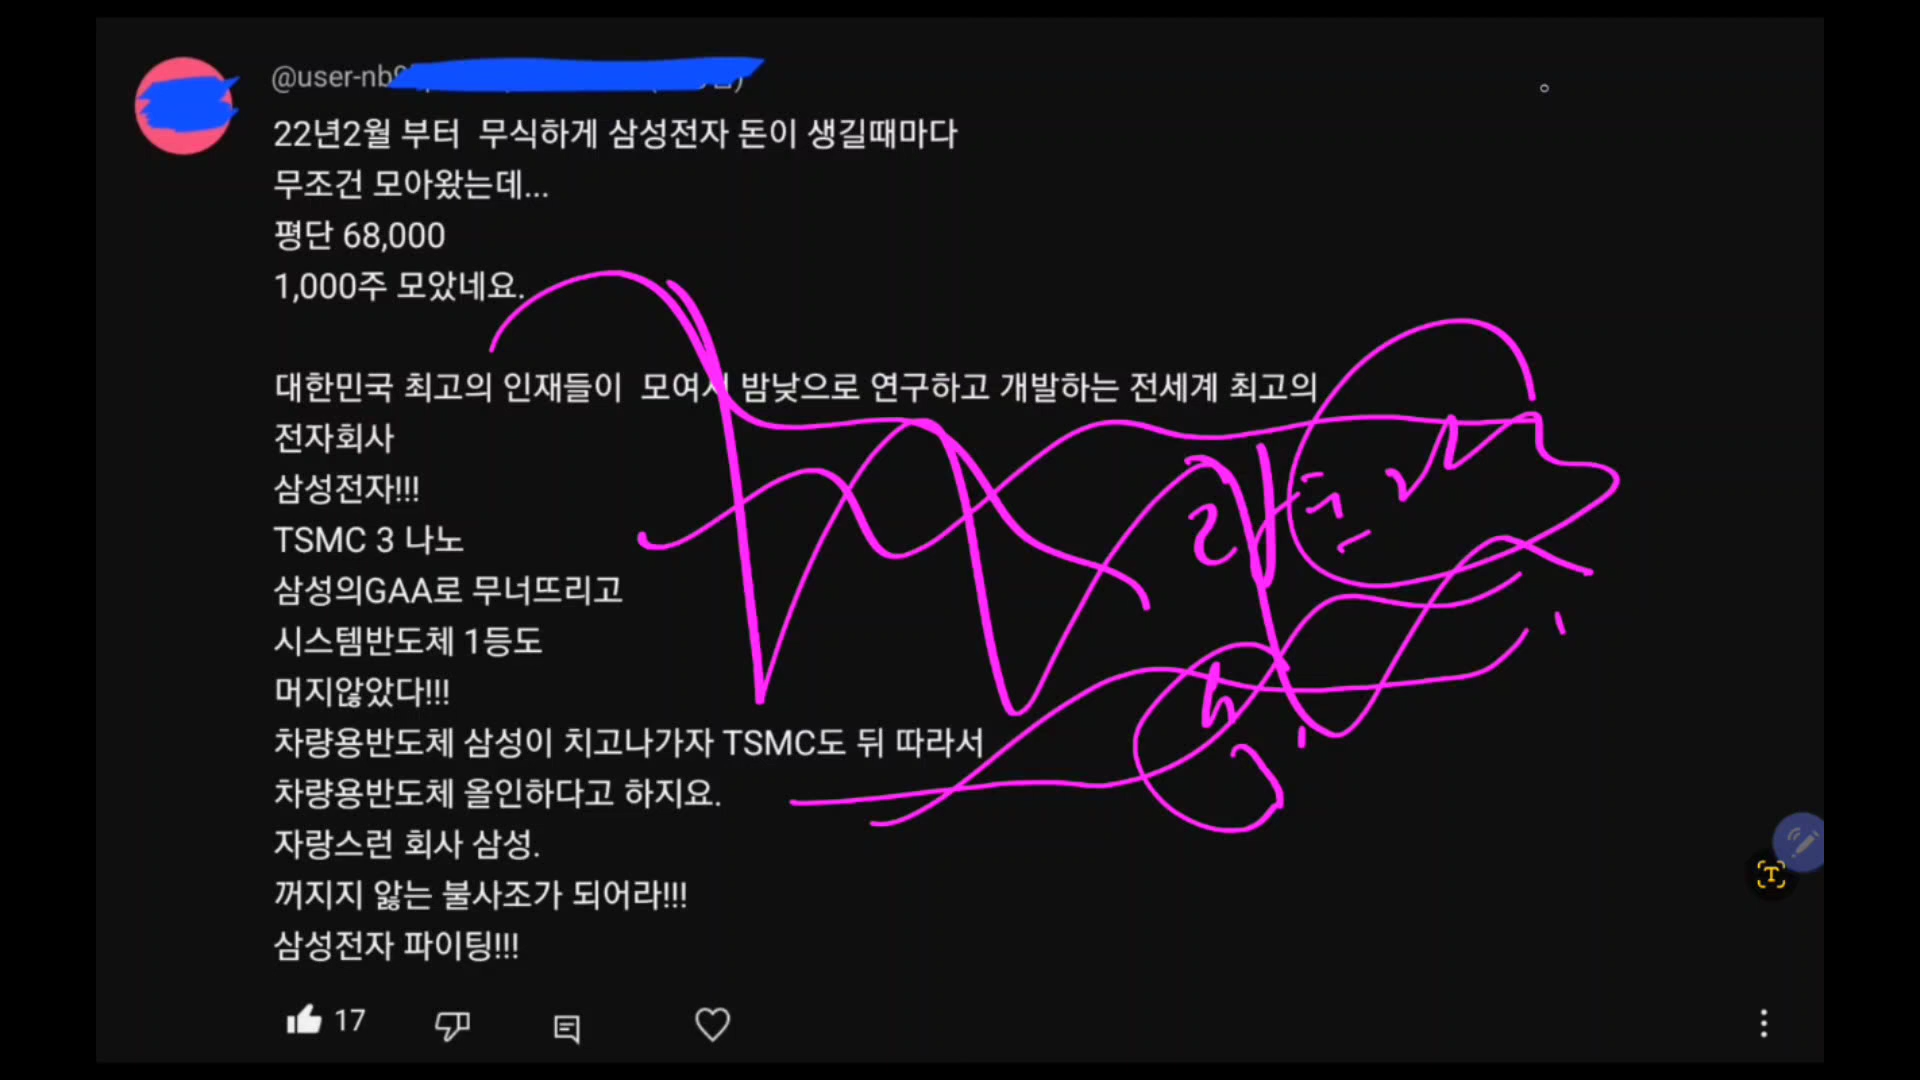 @user-nb
22년2월 부터 무식하게 삼성전자 돈이 생길때마다
무조건 모아왔는데...
평단 68,000
1,000주 모았네요.
대한민국 최고의 인재들이 모여서 밤낮으로 연구하고 개발하는 전세계 최고의
전자회사
삼성전자!!!
TSMC 3 나노
삼성의GAA로 무너뜨리고
시스템반도체 1등도
머지않았다!!!
차량용반도체 삼성이 치고나가자 TSMC도 뒤 따라서
차량용반도체 올인하다고 하지요.
자랑스런 회사 삼성.
꺼지지 앓는 불사조가 되어라!!!
삼성전자 파이팅!!!
17